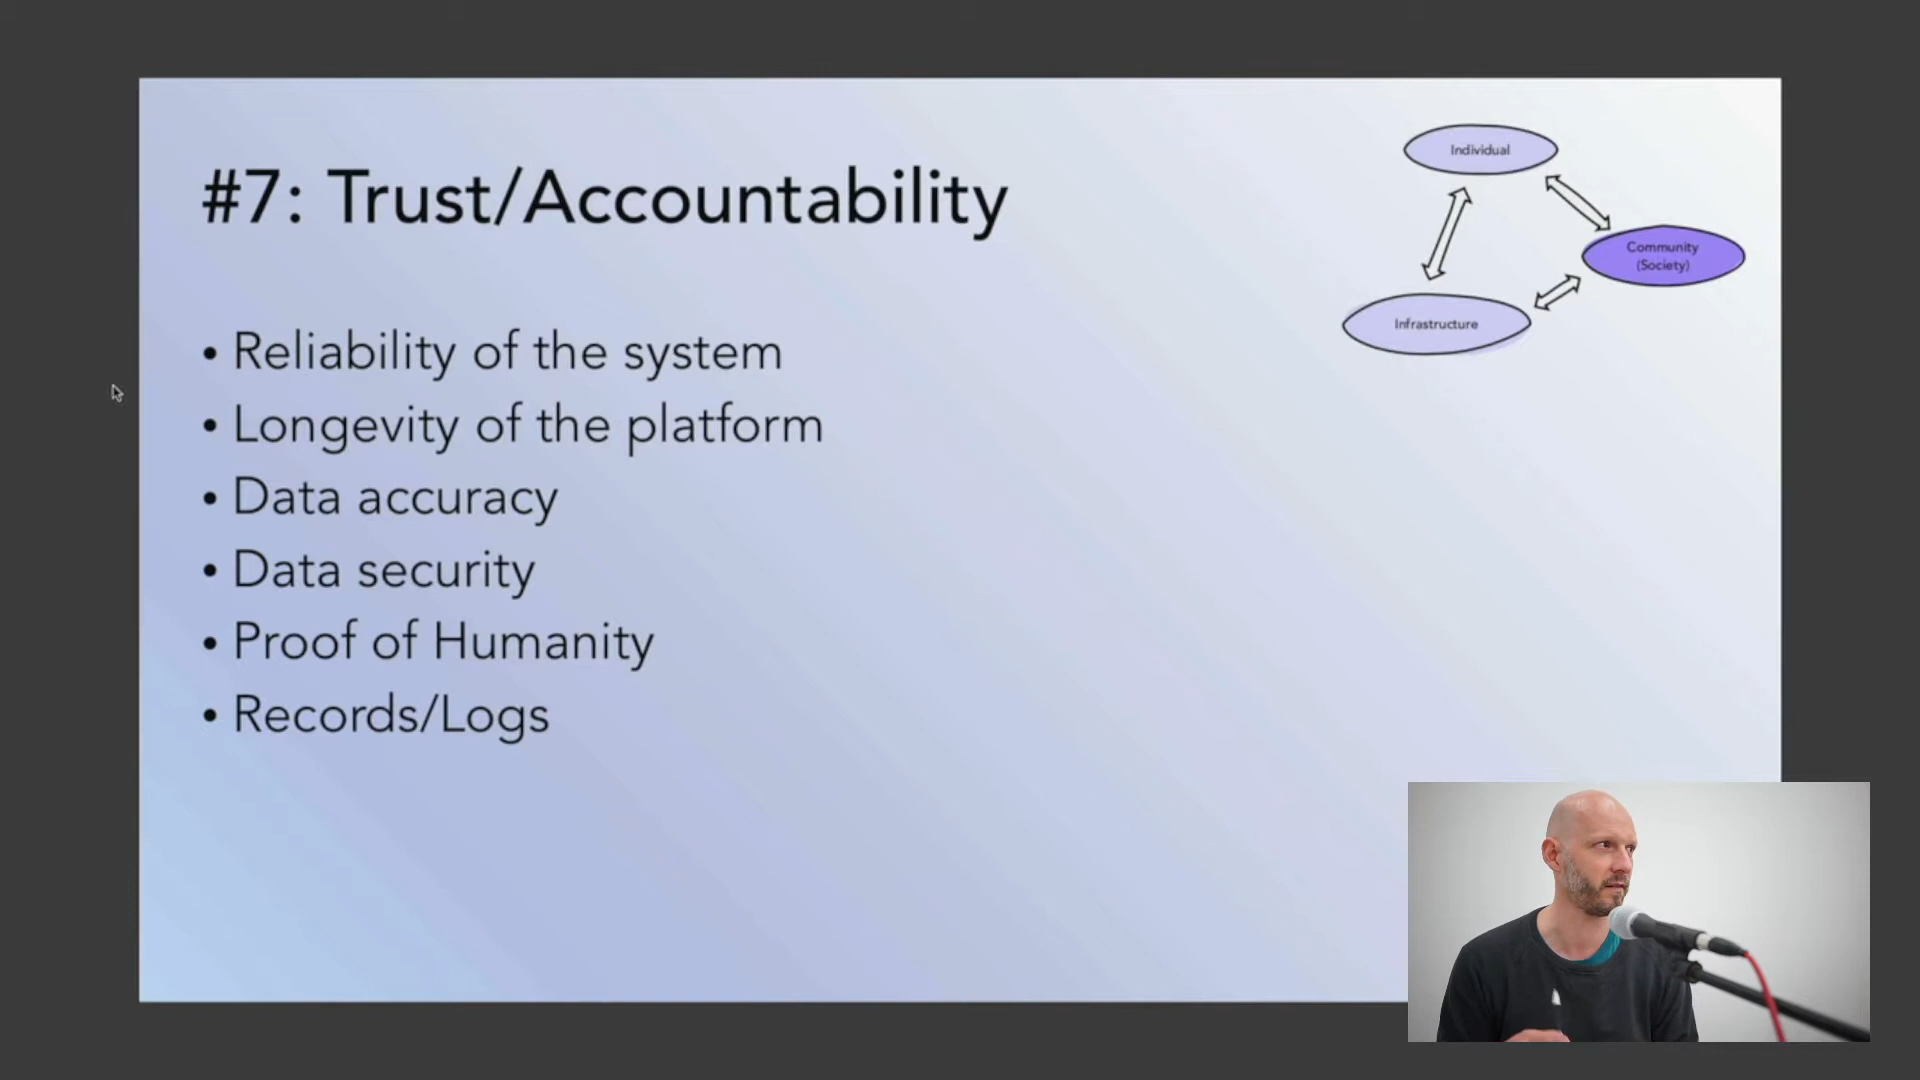 #7: Trust/Accountability
• Reliability of the system
• Longevity of the platform
• Data accuracy
• Data security
• Proof of Humanity
• Records/Logs
Individual
Community
(Society)
Infrastructure